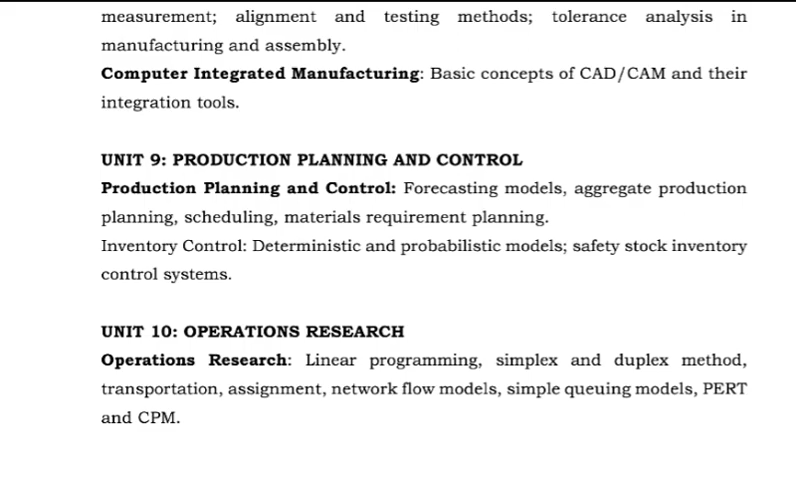 measurement; alignment and testing methods; tolerance analysis in
manufacturing and assembly.
Computer Integrated Manufacturing: Basic concepts of CAD/CAM and their
integration tools.
UNIT 9: PRODUCTION PLANNING AND CONTROL
Production Planning and Control: Forecasting models, aggregate production
planning, scheduling, materials requirement planning.
Inventory Control: Deterministic and probabilistic models; safety stock inventory
control systems.
UNIT 10: OPERATIONS RESEARCH
Operations Research: Linear programming, simplex and duplex method,
transportation, assignment, network flow models, simple queuing models, PERT
and CPM.